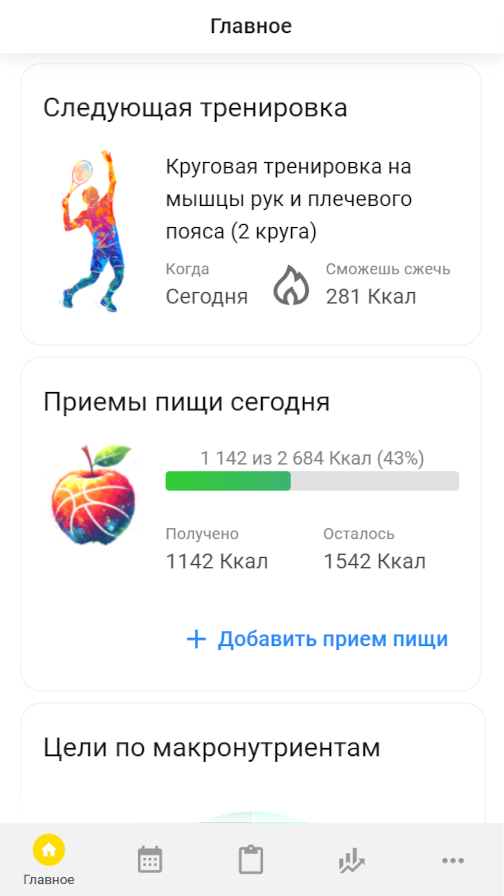 Главное
Следующая тренировка
Круговая тренировка на
мышцы рук и плечевого
пояса (2 круга)
Когда
Сегодня
Сможешь сжечь
281 Ккал
Приемы пищи сегодня
1 142 из 2 684 Ккал (43%)
Получено
1142 Ккал
Осталось
1542 Ккал
+ Добавить прием пищи
Цели по макронутриентам
Главное